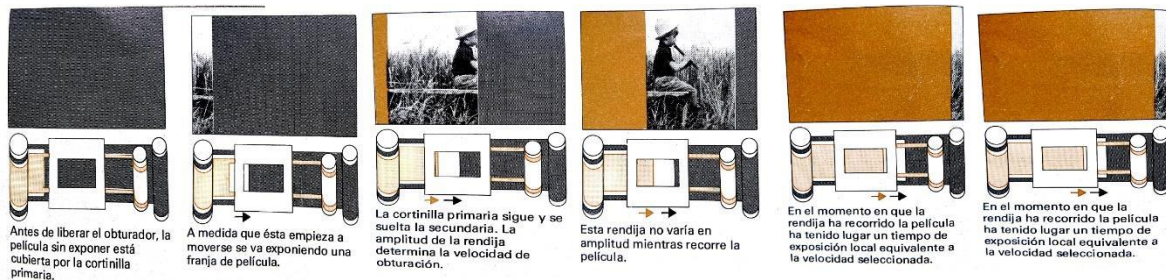 Antes de liberar el obturador, la
película sin exponer está
cubierta por la cortinilla
primaria.
A medida que ésta empieza a
moverse se va exponiendo una
franja de película.
La cortinilla primaria sigue y se
suelta la secundaria. La
amplitud de la rendija
determina la velocidad de
obturación.
Esta rendija no varía en
amplitud mientras recorre la
película.
En el momento en que la
rendija ha recorrido la película
ha tenido lugar un tiempo de
exposición local equivalente a
la velocidad seleccionada.
En el momento en que la
rendija ha recorrido la película
ha tenido lugar un tiempo de
exposición local equivalente a
la velocidad seleccionada.